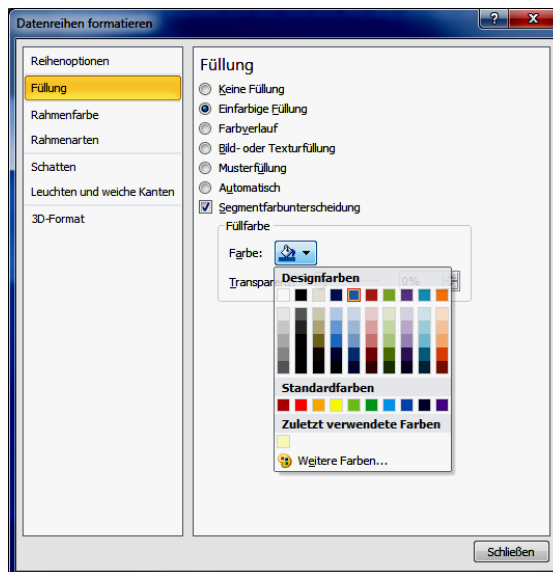 Datenreihen formatieren
Reihenoptionen
Füllung
Rahmenfarbe
Rahmenarten
Schatten
Leuchten und weiche Kanten
3D-Format
Füllung
Keine Füllung
Einfarbige Füllung
Farbverlauf
Bild- oder Texturfüllung
Musterfüllung
Automatisch
Segmentfarbunterscheidung
Füllfarbe
Farbe:
Transparenz: 0%
Designfarben
Standardfarben
Zuletzt verwendete Farben
Weitere Farben...
Schließen